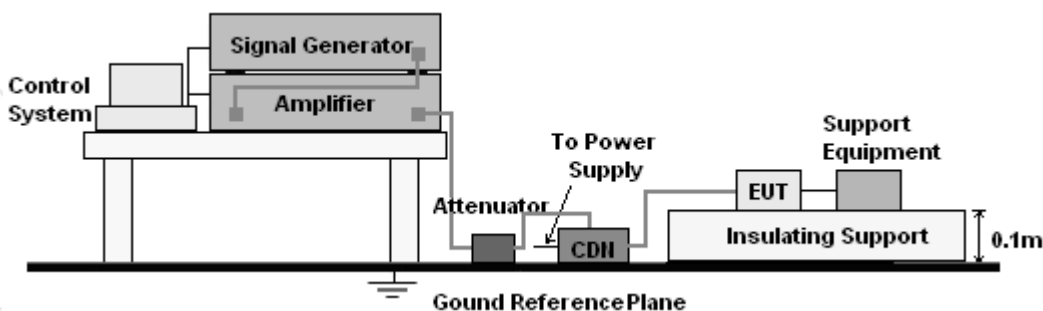 Signal Generator
Control
System
Amplifier
To Power
Supply
Support
Equipment
Attenuator
EUT
CDN
Insulating Support
0.1m
Gound Reference Plane